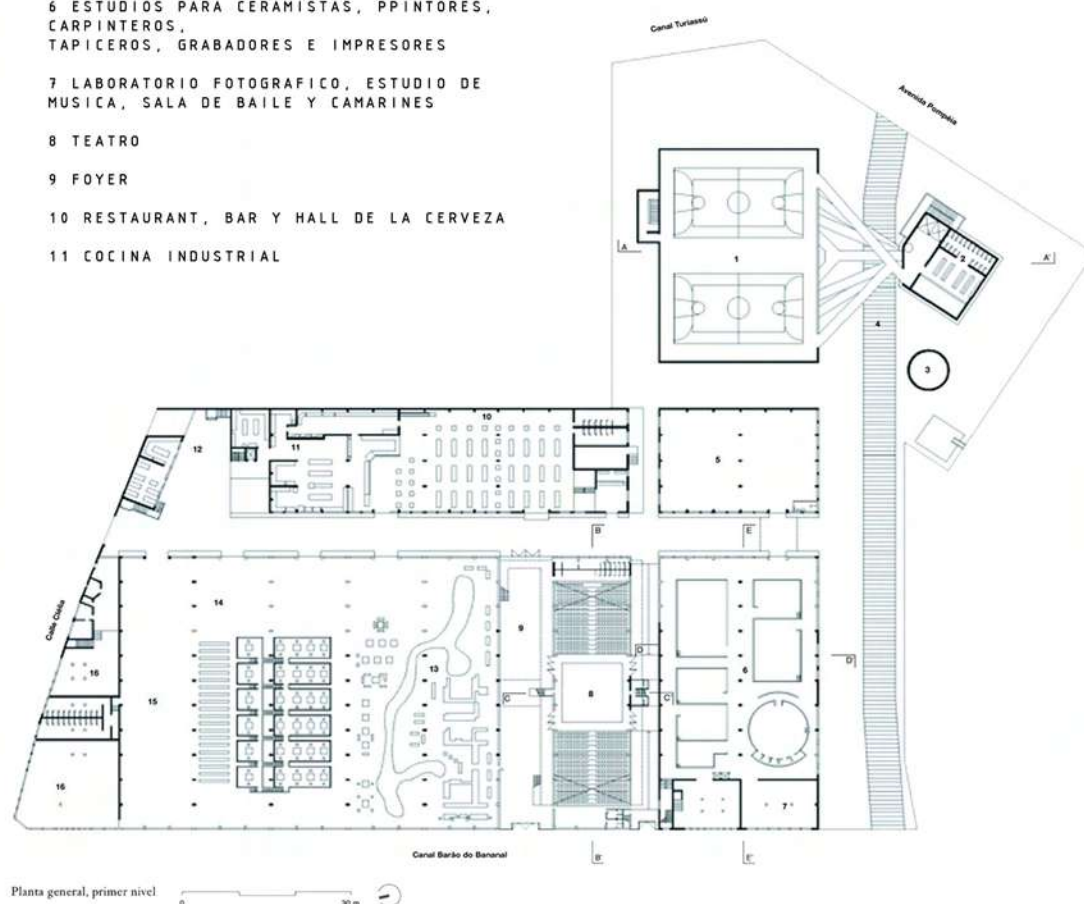 6 ESTUDIOS PARA CERAMISTAS, PPINTORES,
CARPINTEROS,
TAPICEROS, GRABADORES E IMPRESORES
7 LABORATORIO FOTOGRAFICO, ESTUDIO DE
MUSICA, SALA DE BAILE Y CAMARINES
8 TEATRO
9 FOYER
10 RESTAURANT, BAR Y HALL DE LA CERVEZA
11 COCINA INDUSTRIAL
Canal Turiassú
Avenida Pompéia
A
1
2
A'
4
3
12
11
10
5
B
E
Calle Clélia
14
9
16
13
D
6
D'
15
C
8
C'
16
7
Canal Barão do Bananal
B'
E'
Planta general, primer nivel
0
30 m